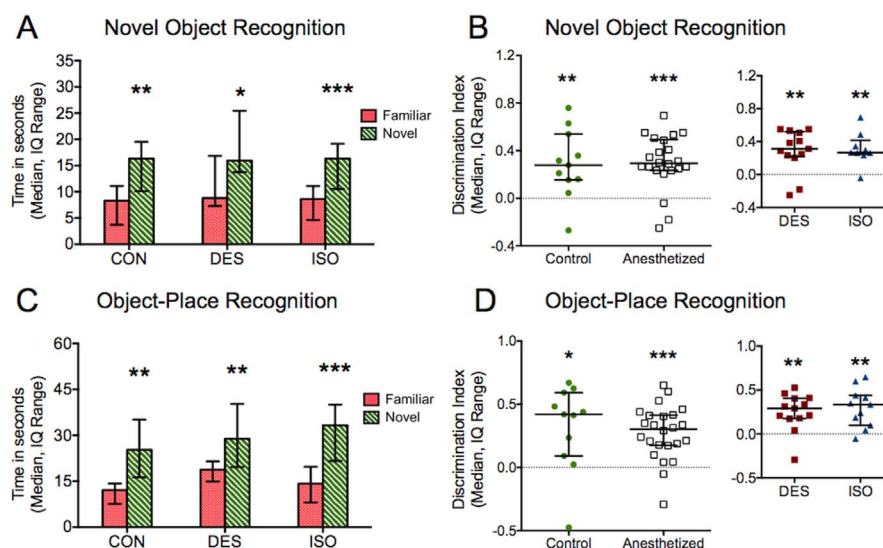 A
Novel Object Recognition
Time in seconds
(Median, IQ Range)
35
30
25
20
15
10
5
0
**
*
***
Familiar
Novel
CON
DES
ISO
B
Novel Object Recognition
Discrimination Index
(Median, IQ Range)
1.2
0.8
0.4
0.0
-0.4
**
***
Control
Anesthetized
1.2
0.8
0.4
0.0
-0.4
**
**
DES
ISO
C
Object-Place Recognition
Time in seconds
(Median, IQ Range)
60
45
30
15
0
**
**
***
Familiar
Novel
CON
DES
ISO
D
Object-Place Recognition
Discrimination Index
(Median, IQ Range)
1.0
0.5
0.0
-0.5
*
***
Control
Anesthetized
1.0
0.5
0.0
-0.5
**
**
DES
ISO